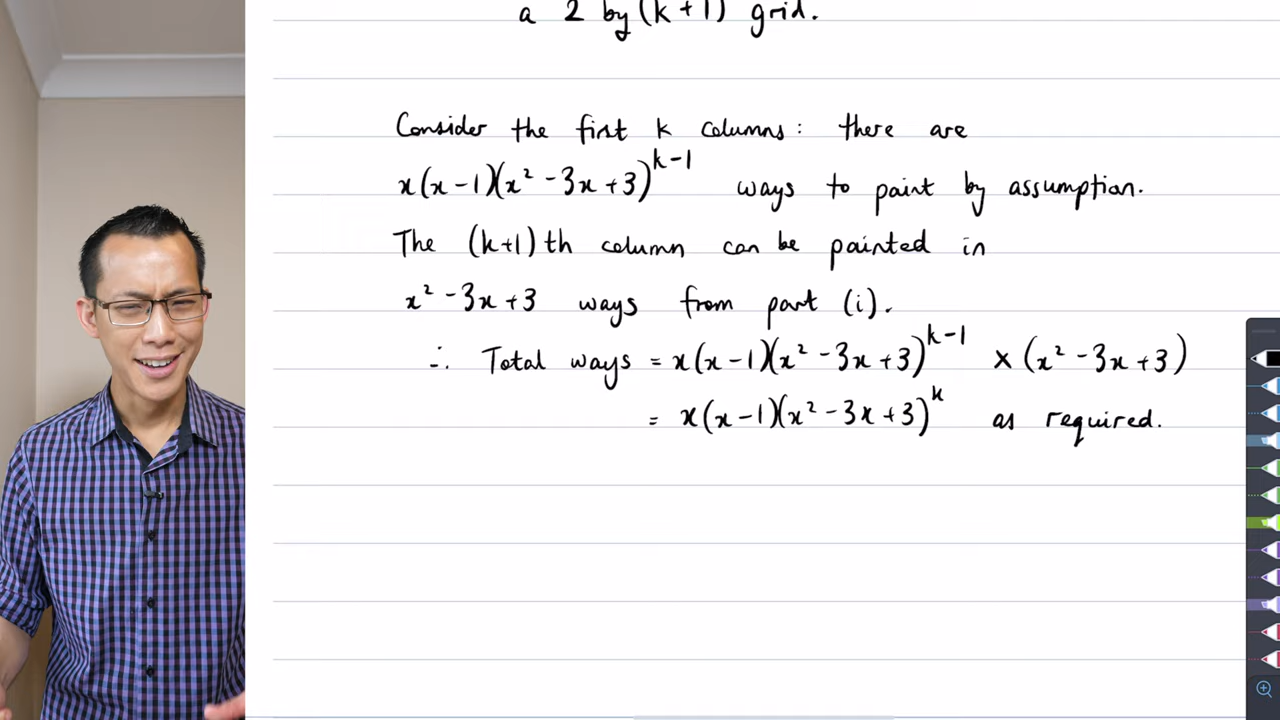 a 2 by (k+1) grid.
Consider the first k columns: there are
x(x-1)(x² -3x+3)^(k-1) ways to paint by assumption.
The (k+1)th column can be painted in
x² -3x+3 ways from part (i).
∴ Total ways = x(x-1)(x² -3x+3)^(k-1) × (x² -3x+3)
= x(x-1)(x² -3x+3)^k as required.